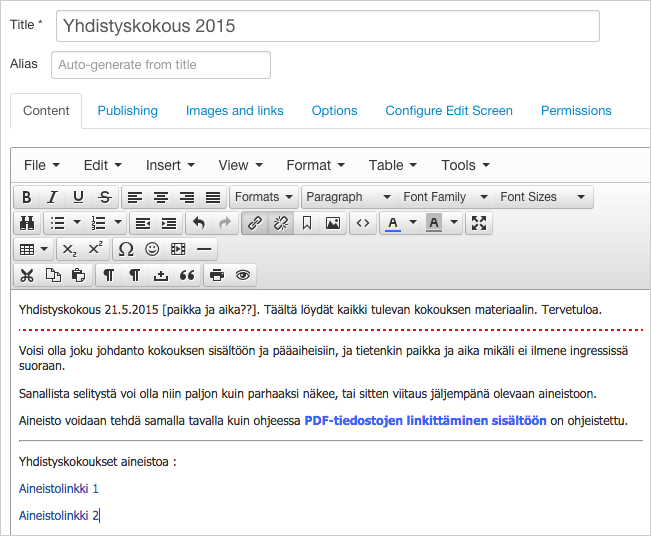 Title * Yhdistyskokous 2015
Alias Auto-generate from title
Content Publishing Images and links Options Configure Edit Screen Permissions
File Edit Insert View Format Table Tools
B I U S Formats Paragraph Font Family Font Sizes
A A
X2 X2 Ω
Yhdistyskokous 21.5.2015 [paikka ja aika??]. Täältä löydät kaikki tulevan kokouksen materiaalin. Tervetuloa.
Voisi olla joku johdanto kokouksen sisältöön ja pääaiheisiin, ja tietenkin paikka ja aika mikäli ei ilmene ingressissä
suoraan.
Sanallista selitystä voi olla niin paljon kuin parhaaksi näkee, tai sitten viitaus jäljempänä olevaan aineistoon.
Aineisto voidaan tehdä samalla tavalla kuin ohjeessa PDF-tiedostojen linkittäminen sisältöön on ohjeistettu.
Yhdistyskokoukset aineistoa :
Aineistolinkki 1
Aineistolinkki 2